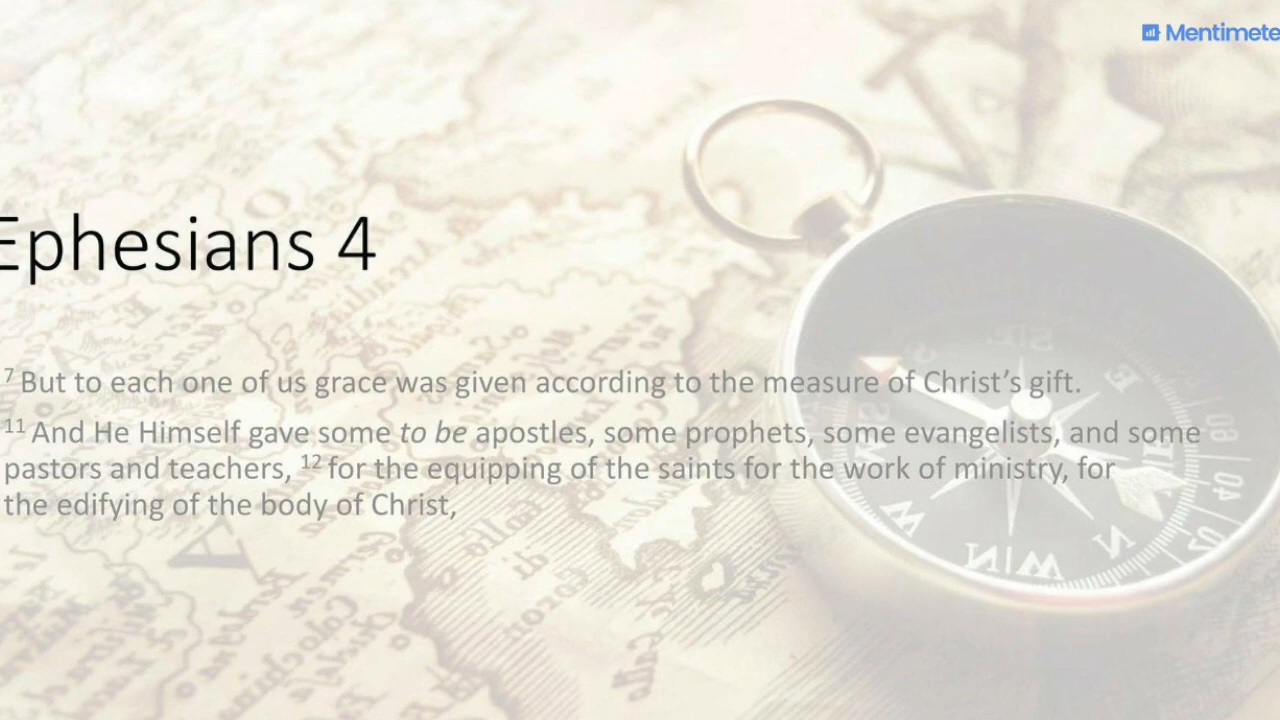 Mentimete
Ephesians 4
7 But to each one of us grace was given according to the measure of Christ’s gift.
11 And He Himself gave some to be apostles, some prophets, some evangelists, and some
pastors and teachers, 12 for the equipping of the saints for the work of ministry, for
the edifying of the body of Christ,